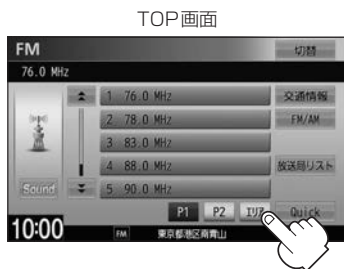 TOP画面
FM
切替
76.0 MHz
1 76.0 MHz
交通情報
2 78.0 MHz
FM/AM
3 83.0 MHz
4 88.0 MHz
放送局リスト
Sound
5 90.0 MHz
P1 P2 エリア Quick
10:00
FM 東京都港区南青山